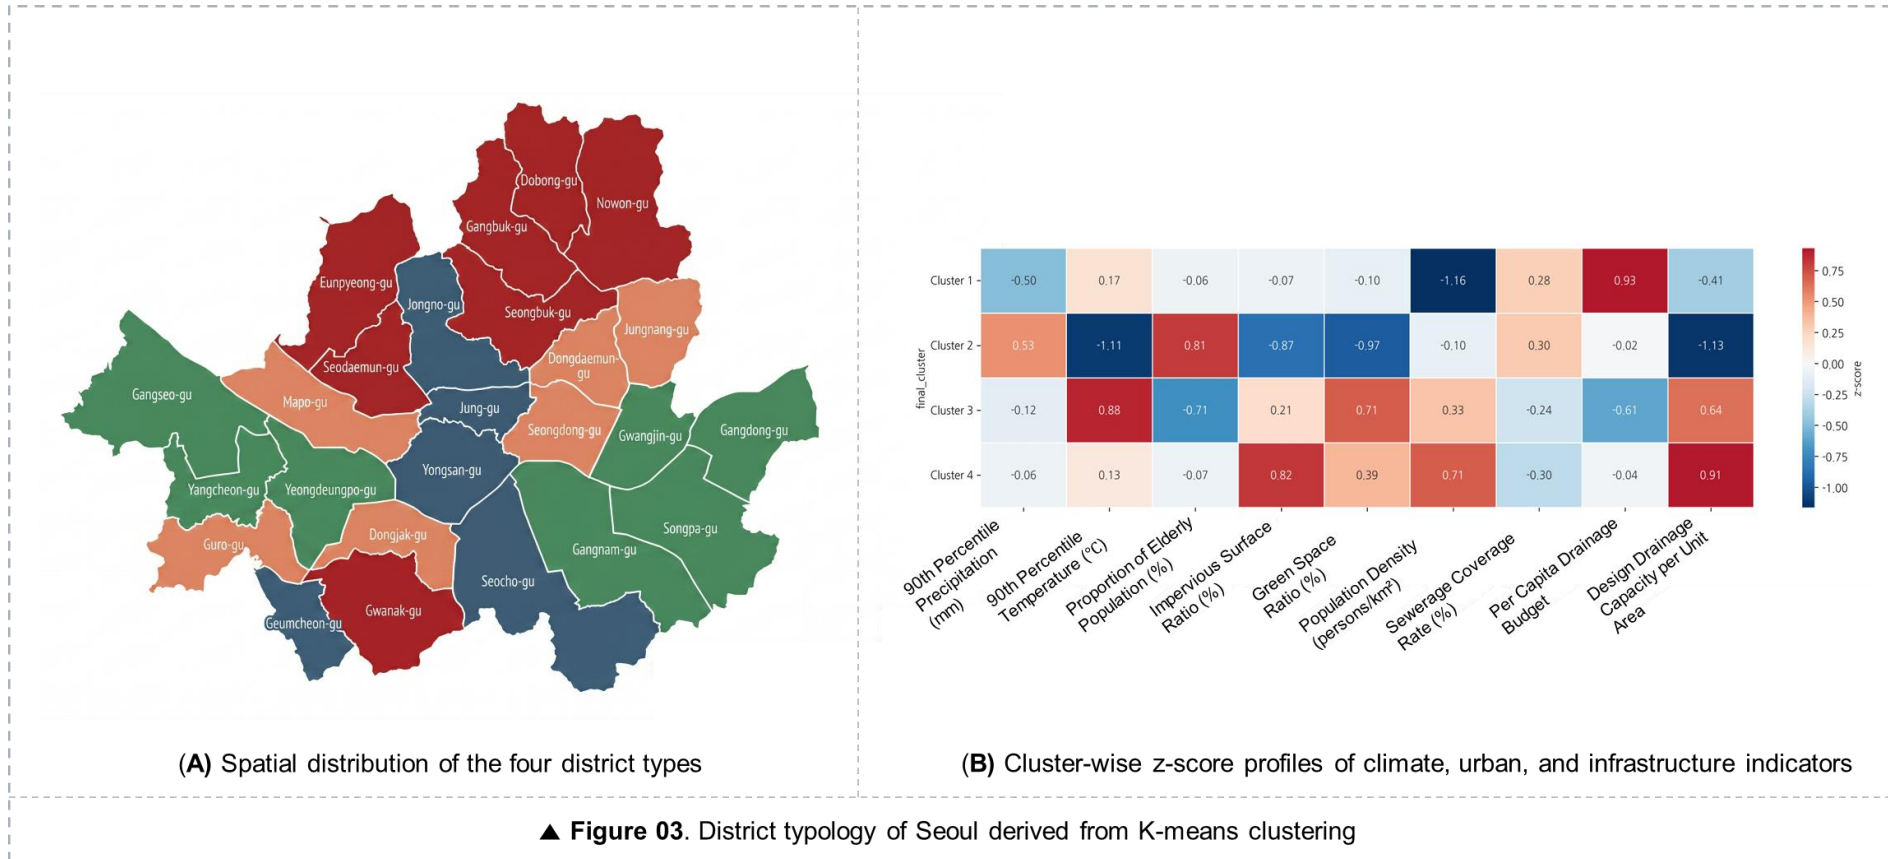 Dobong-gu
Nowon-gu
Gangbuk-gu
Eunpyeong-gu
Jongno-gu
Seongbuk-gu
Jungnang-gu
Dongdaemun-
gu
Seodaemun-gu
Gangseo-gu
Mapo-gu
Jung-gu
Seongdong-gu
Gwangjin-gu
Gangdong-gu
Yongsan-gu
Yangcheon-gu
Yeongdeungpo-gu
Songpa-gu
Dongjak-gu
Guro-gu
Gangnam-gu
Seocho-gu
Gwanak-gu
Geumcheon-gu
(A) Spatial distribution of the four district types
final_cluster
Cluster 1 -0.50 0.17 -0.06 -0.07 -0.10 -1.16 0.28 0.93 -0.41
Cluster 2 0.53 -1.11 0.81 -0.87 -0.97 -0.10 0.30 -0.02 -1.13
Cluster 3 -0.12 0.88 -0.71 0.21 0.71 0.33 -0.24 -0.61 0.64
Cluster 4 -0.06 0.13 -0.07 0.82 0.39 0.71 -0.30 -0.04 0.91
90th Percentile
Precipitation
(mm)
90th Percentile
Temperature (°C)
Proportion of Elderly
Population (%)
Impervious Surface
Ratio (%)
Green Space
Ratio (%)
Population Density
(persons/km²)
Sewerage Coverage
Rate (%)
Per Capita Drainage
Budget
Design Drainage
Capacity per Unit
Area
0.75
0.50
0.25
0.00
-0.25
-0.50
-0.75
-1.00
z-score
(B) Cluster-wise z-score profiles of climate, urban, and infrastructure indicators
▲ Figure 03. District typology of Seoul derived from K-means clustering